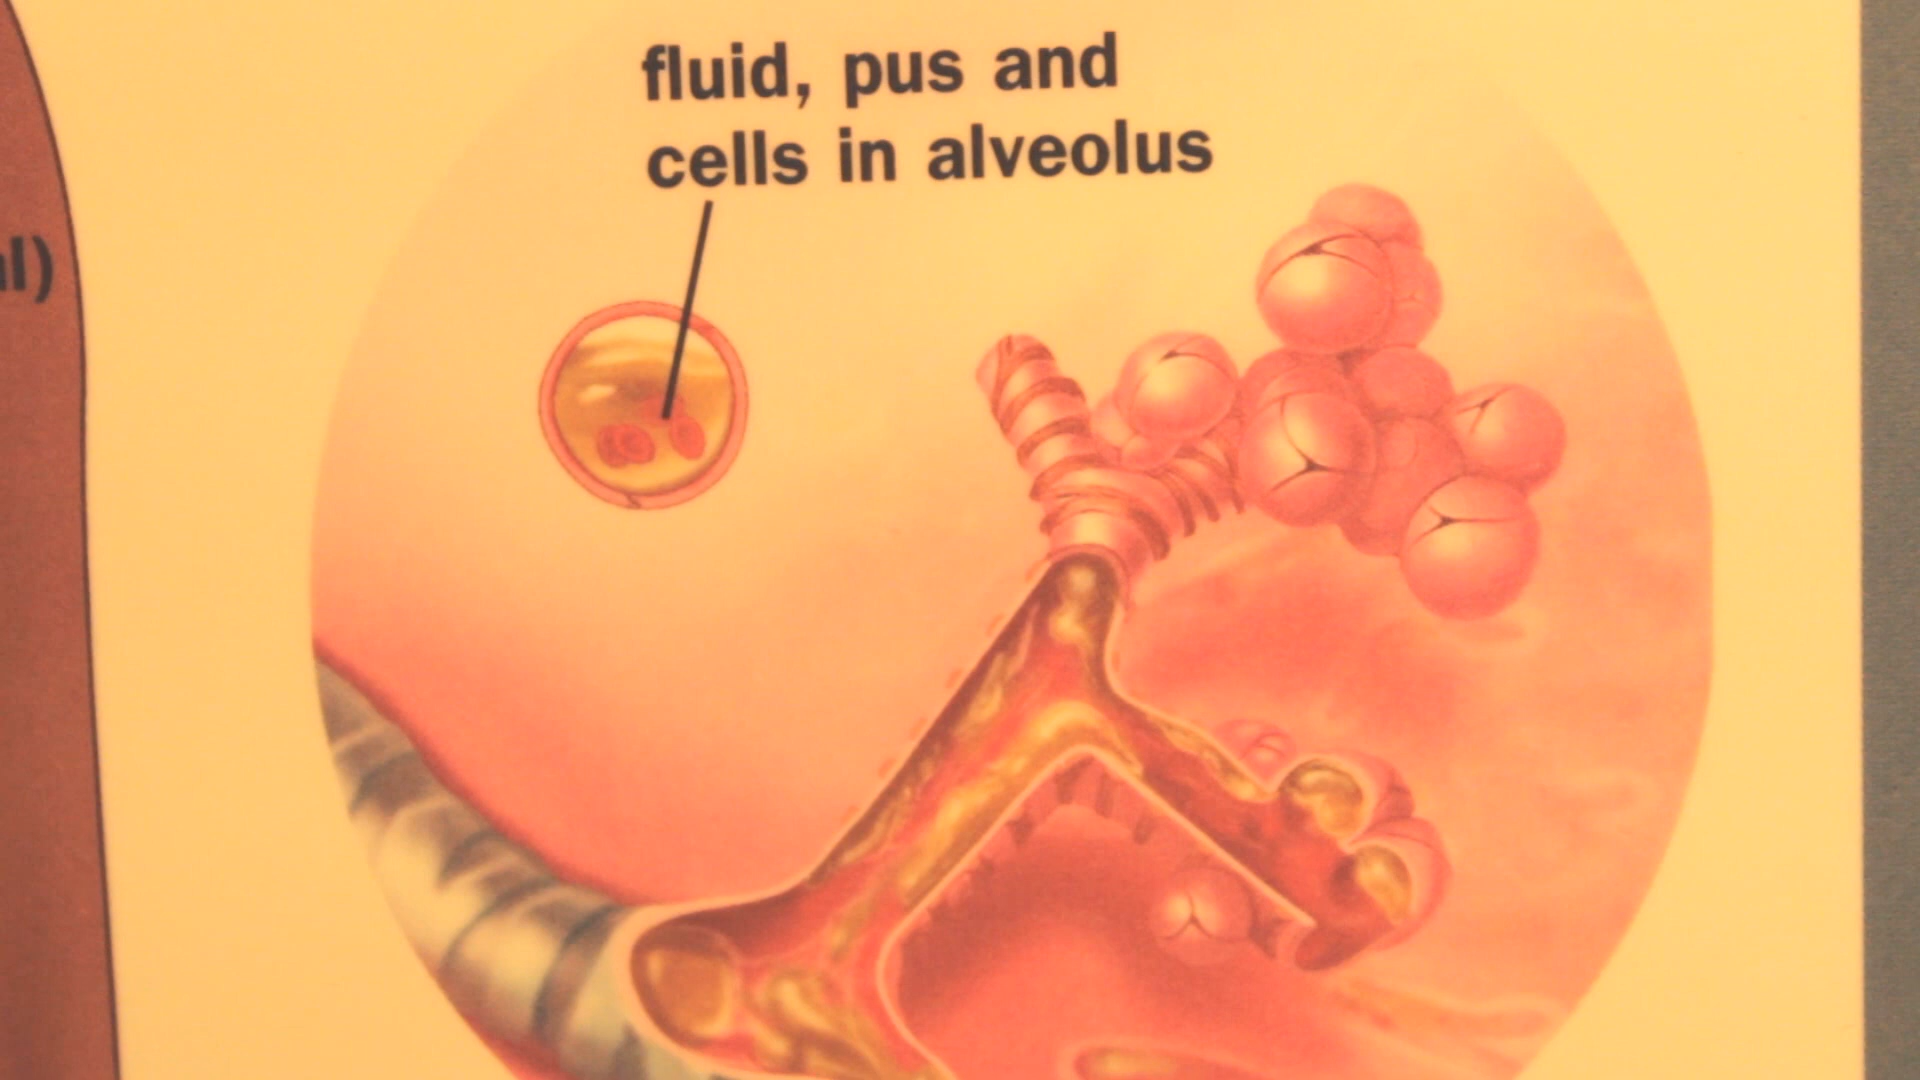 fluid, pus and
cells in alveolus